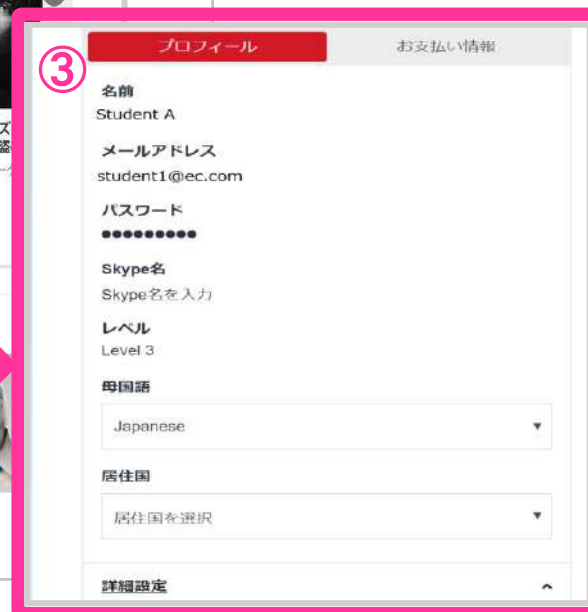 ③
プロフィール
お支払い情報
名前
Student A
メールアドレス
student1@ec.com
パスワード
●●●●●●●●●
Skype名
Skype名を入力
レベル
Level 3
母国語
Japanese
居住国
居住国を選択
詳細設定